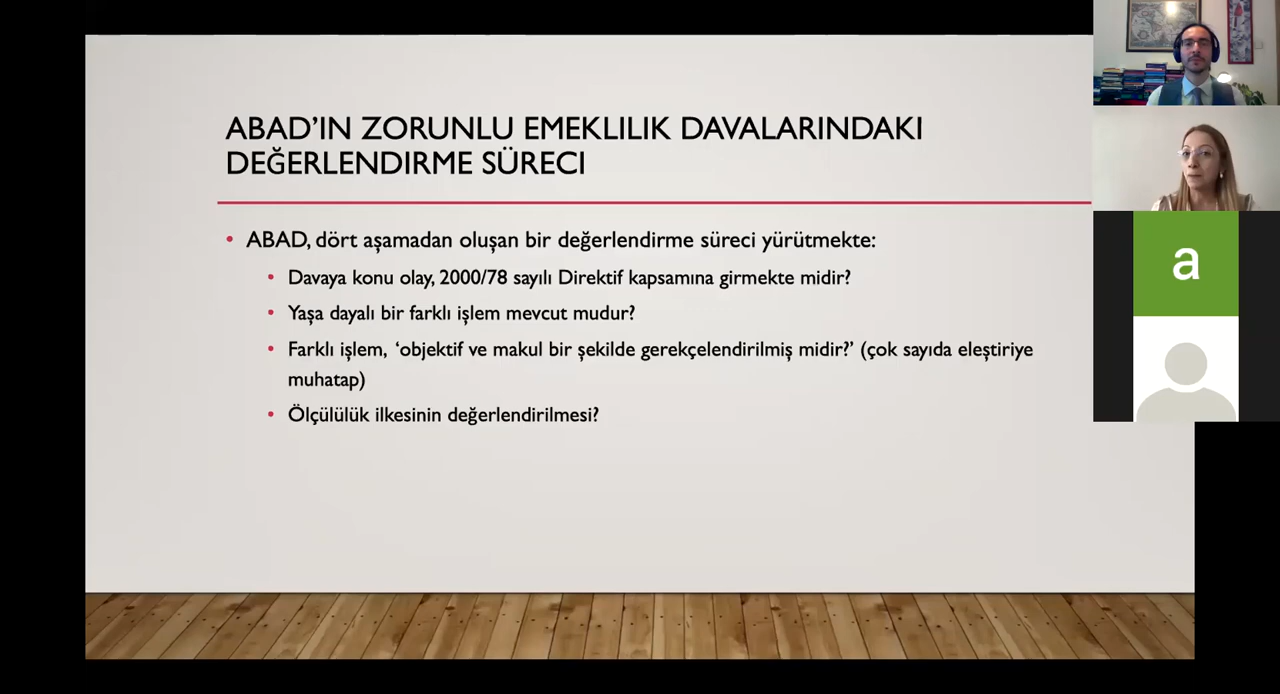 ABAD'IN ZORUNLU EMEKLILIK DAVALARINDAKI
DEĞERLENDIRME SÜRECI
• ABAD, dört aşamadan oluşan bir değerlendirme süreci yürütmekte:
• Davaya konu olay, 2000/78 sayılı Direktif kapsamına girmekte midir?
• Yaşa dayalı bir farklı işlem mevcut mudur?
• Farklı işlem, ‘objektif ve makul bir şekilde gerekçelendirilmiş midir?’ (çok sayıda eleştiriye
muhatap)
• Ölçülülük ilkesinin değerlendirilmesi?
a